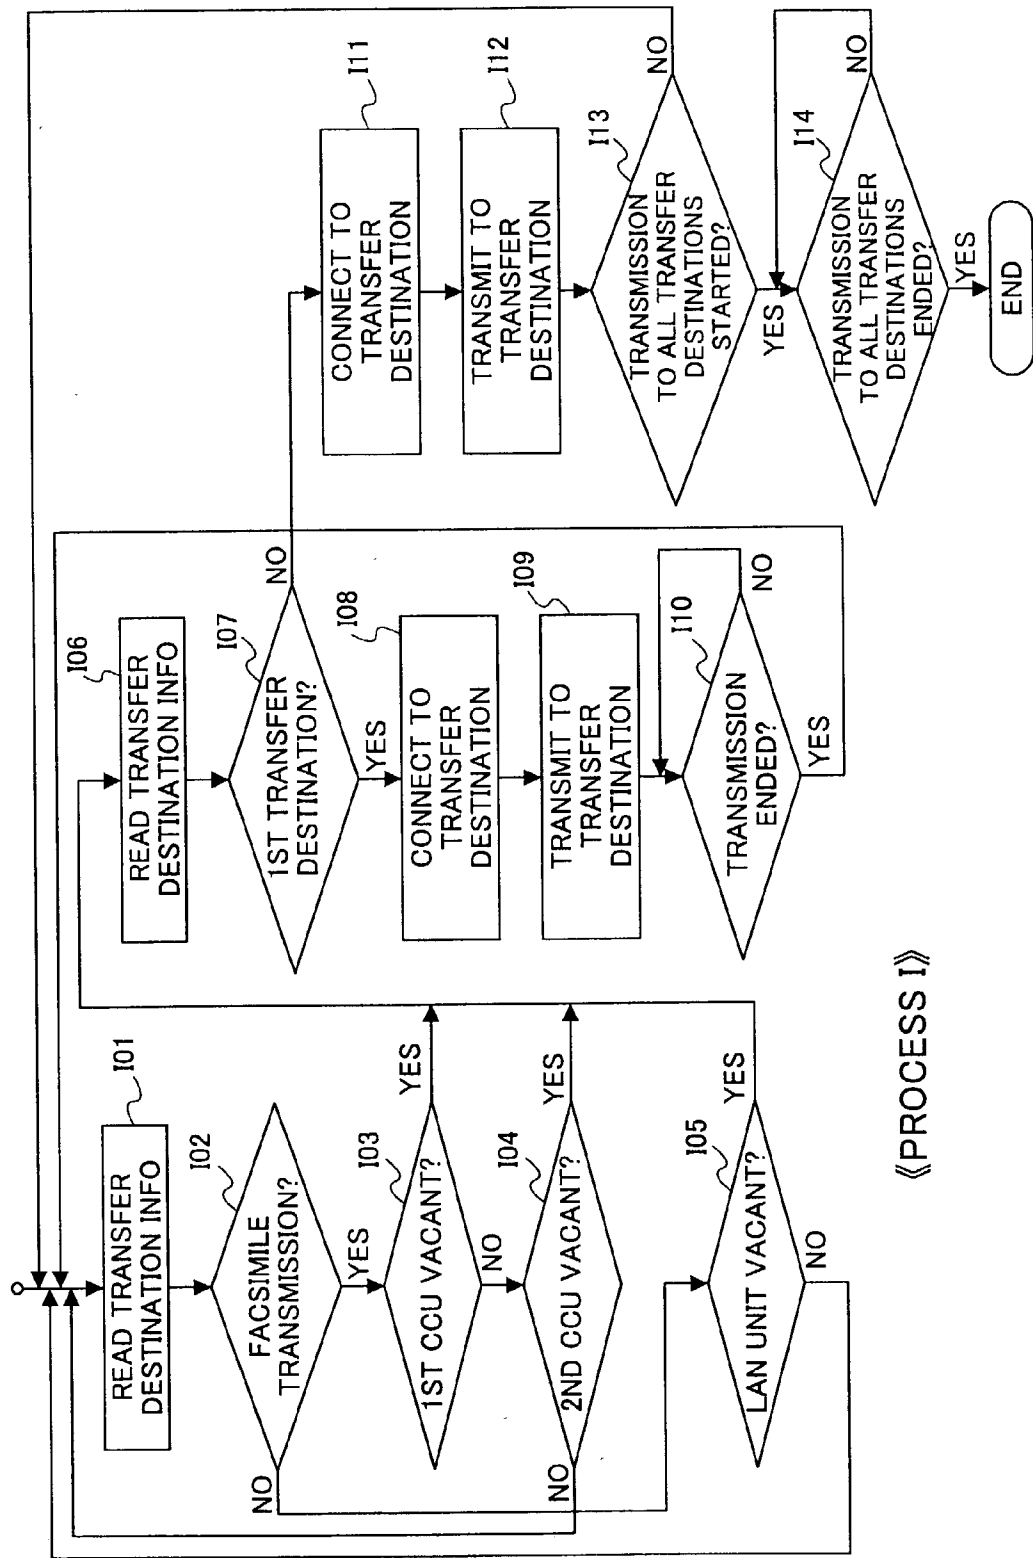 I01
READ TRANSFER
DESTINATION INFO
I02
FACSIMILE
TRANSMISSION?
NO
YES
I03
1ST CCU VACANT?
YES
NO
I04
2ND CCU VACANT?
YES
NO
I05
LAN UNIT VACANT?
YES
NO
I06
READ TRANSFER
DESTINATION INFO
I07
1ST TRANSFER
DESTINATION?
NO
YES
I08
CONNECT TO
TRANSFER
DESTINATION
I09
TRANSMIT TO
TRANSFER
DESTINATION
I10
TRANSMISSION
ENDED?
NO
YES
I11
CONNECT TO
TRANSFER
DESTINATION
I12
TRANSMIT TO
TRANSFER
DESTINATION
I13
TRANSMISSION
TO ALL TRANSFER
DESTINATIONS
STARTED?
NO
YES
I14
TRANSMISSION
TO ALL TRANSFER
DESTINATIONS
ENDED?
NO
YES
END
《PROCESS I》